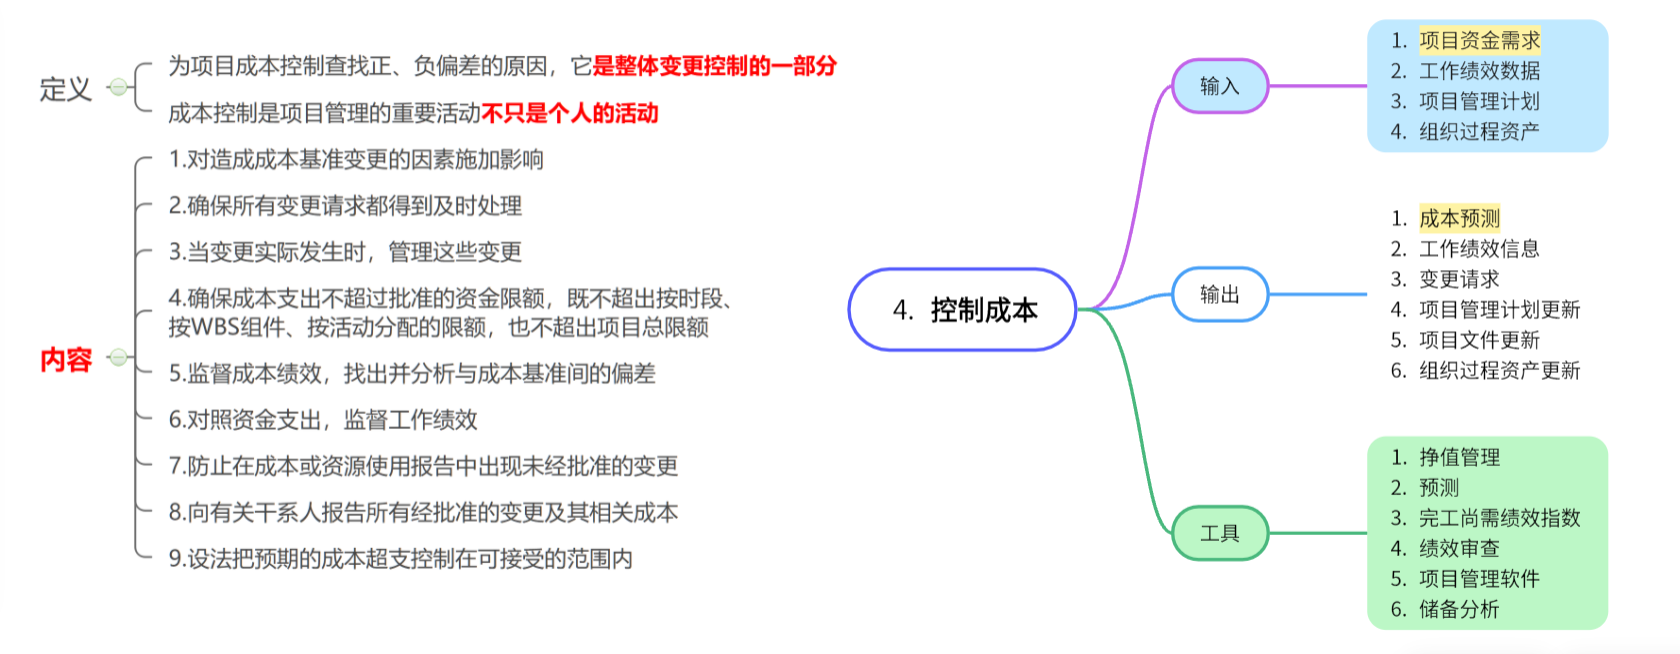 定义
为项目成本控制查找正、负偏差的原因，它是整体变更控制的一部分
成本控制是项目管理的重要活动不只是个人的活动
内容
1.对造成成本基准变更的因素施加影响
2.确保所有变更请求都得到及时处理
3.当变更实际发生时，管理这些变更
4.确保成本支出不超过批准的资金限额，既不超出按时段、
按WBS组件、按活动分配的限额，也不超出项目总限额
5.监督成本绩效，找出并分析与成本基准间的偏差
6.对照资金支出，监督工作绩效
7.防止在成本或资源使用报告中出现未经批准的变更
8.向有关干系人报告所有经批准的变更及其相关成本
9.设法把预期的成本超支控制在可接受的范围内
4. 控制成本
输入
1. 项目资金需求
2. 工作绩效数据
3. 项目管理计划
4. 组织过程资产
输出
1. 成本预测
2. 工作绩效信息
3. 变更请求
4. 项目管理计划更新
5. 项目文件更新
6. 组织过程资产更新
工具
1. 挣值管理
2. 预测
3. 完工尚需绩效指数
4. 绩效审查
5. 项目管理软件
6. 储备分析